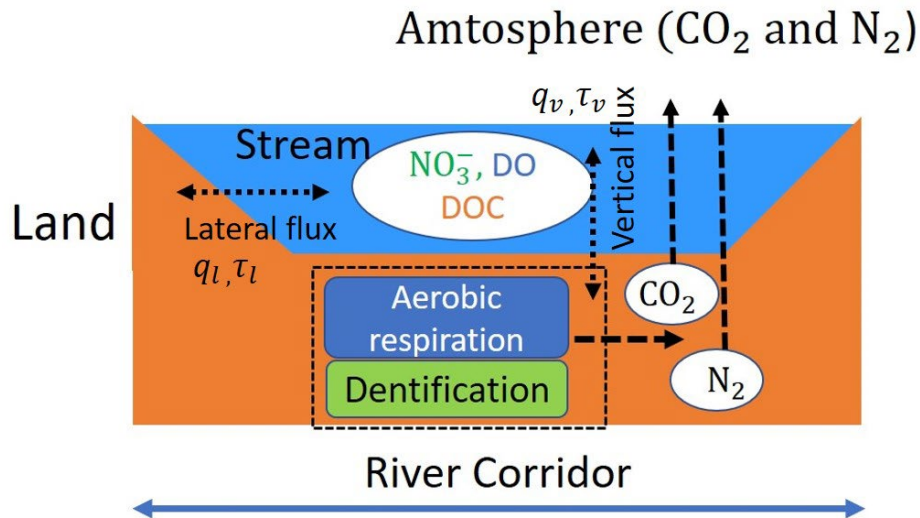 Amtosphere (CO₂ and N₂)
qᵥ, τᵥ
Vertical flux
Stream
NO₃⁻, DO
DOC
Land
Lateral flux
qₗ, τₗ
Aerobic
respiration
CO₂
Dentification
N₂
River Corridor